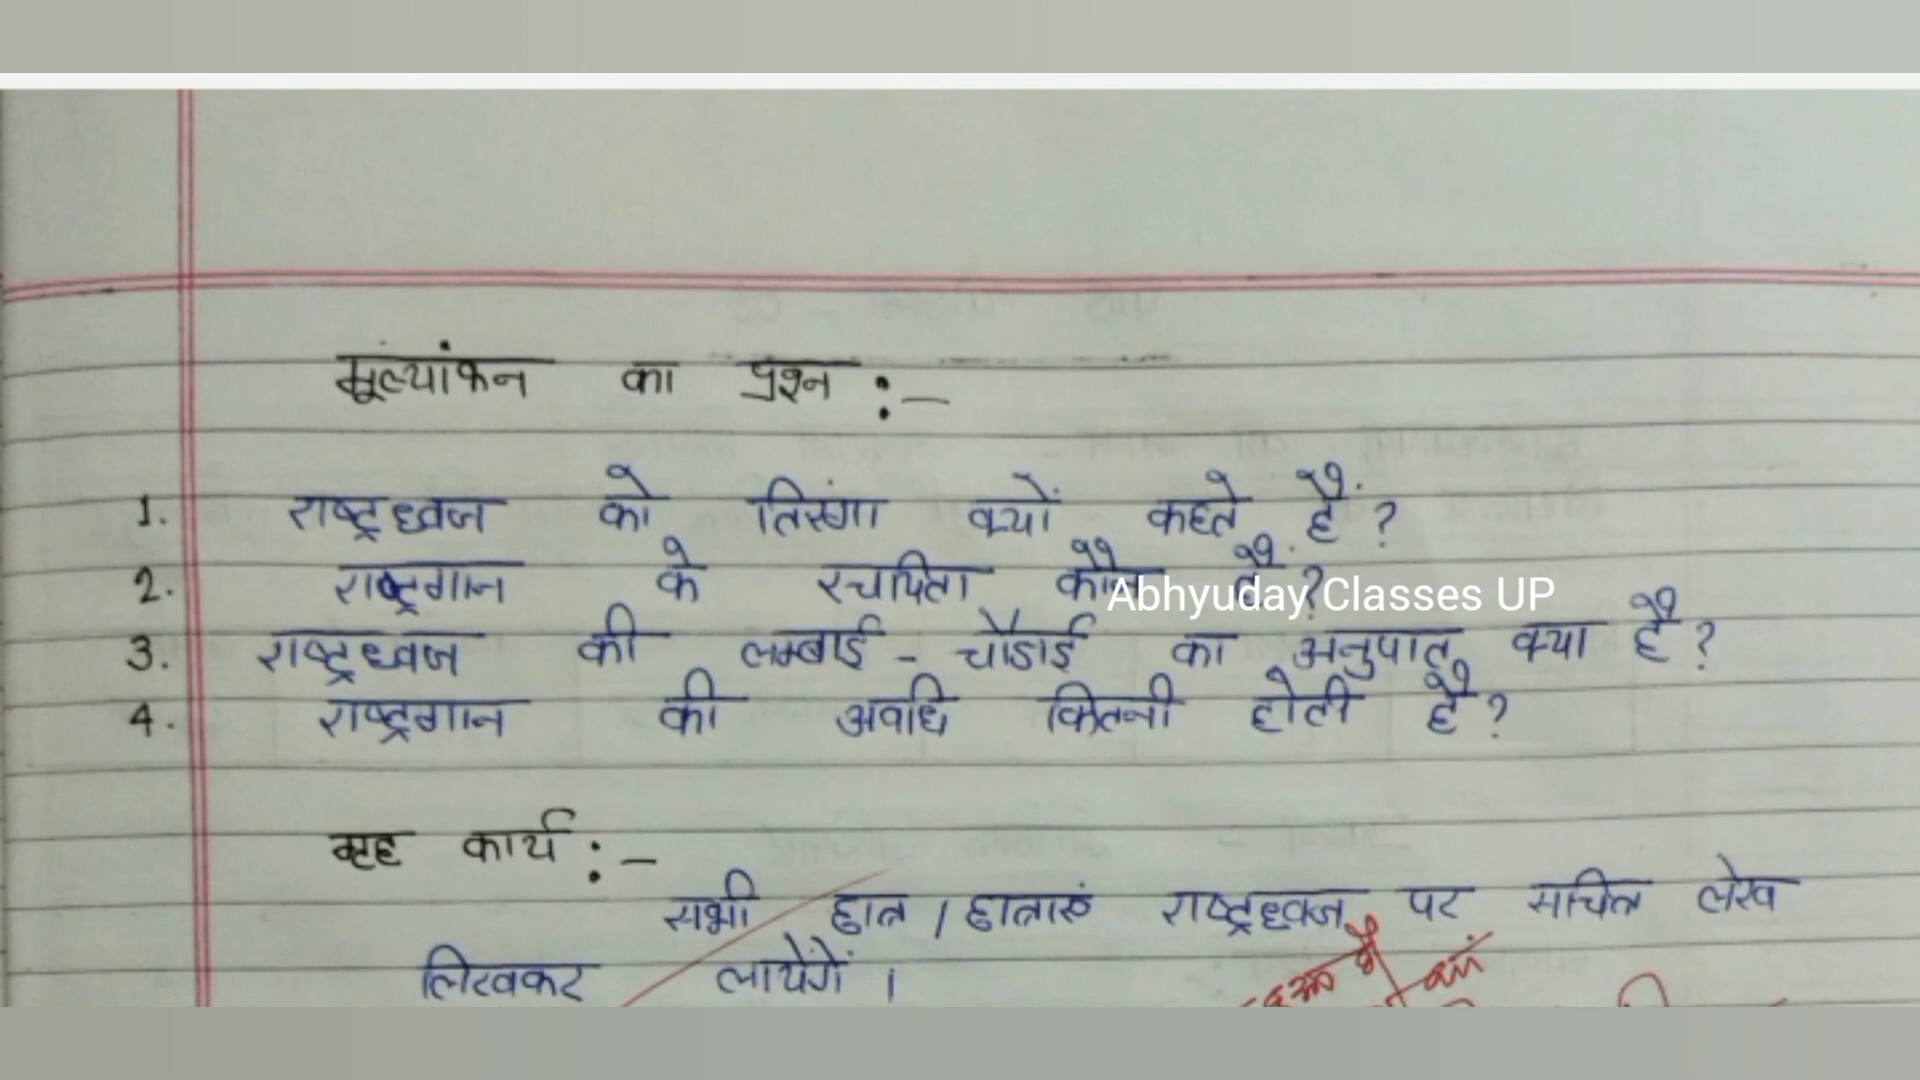 मूल्यांकन का प्रश्न :-
1. राष्ट्रध्वज को तिरंगा क्यों कहते हैं ?
2. राष्ट्रगान के रचयिता कौन हैं ?
Abhyuday Classes UP
3. राष्ट्रध्वज की लम्बाई - चौडाई का अनुपात क्या है ?
4. राष्ट्रगान की अवधि कितनी होती है ?
गृह कार्य :-
सभी छात्र / छात्राएं राष्ट्रध्वज पर सचित्र लेख
लिखकर लायेंगें ।